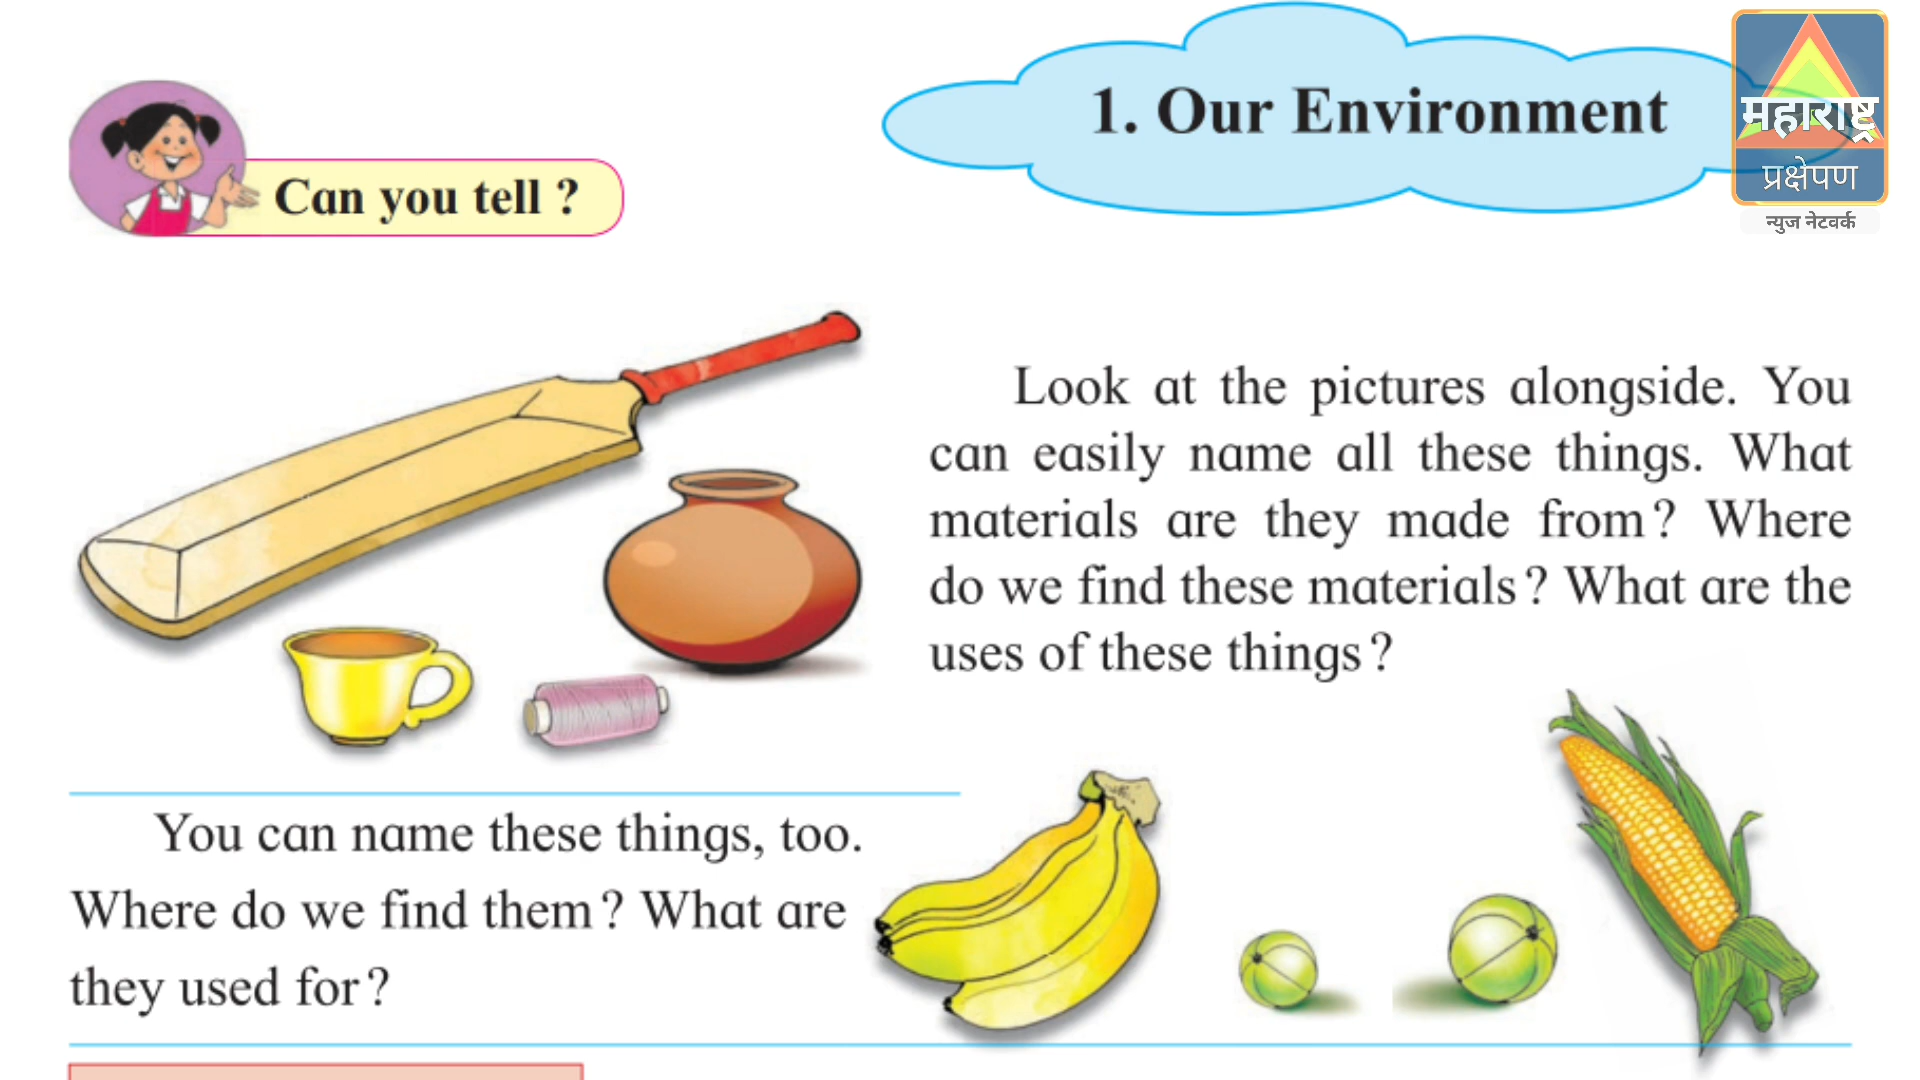 1. Our Environment
महाराष्ट्र
प्रक्षेपण
न्युज नेटवर्क
Can you tell ?
Look at the pictures alongside. You
can easily name all these things. What
materials are they made from ? Where
do we find these materials ? What are the
uses of these things ?
You can name these things, too.
Where do we find them ? What are
they used for ?